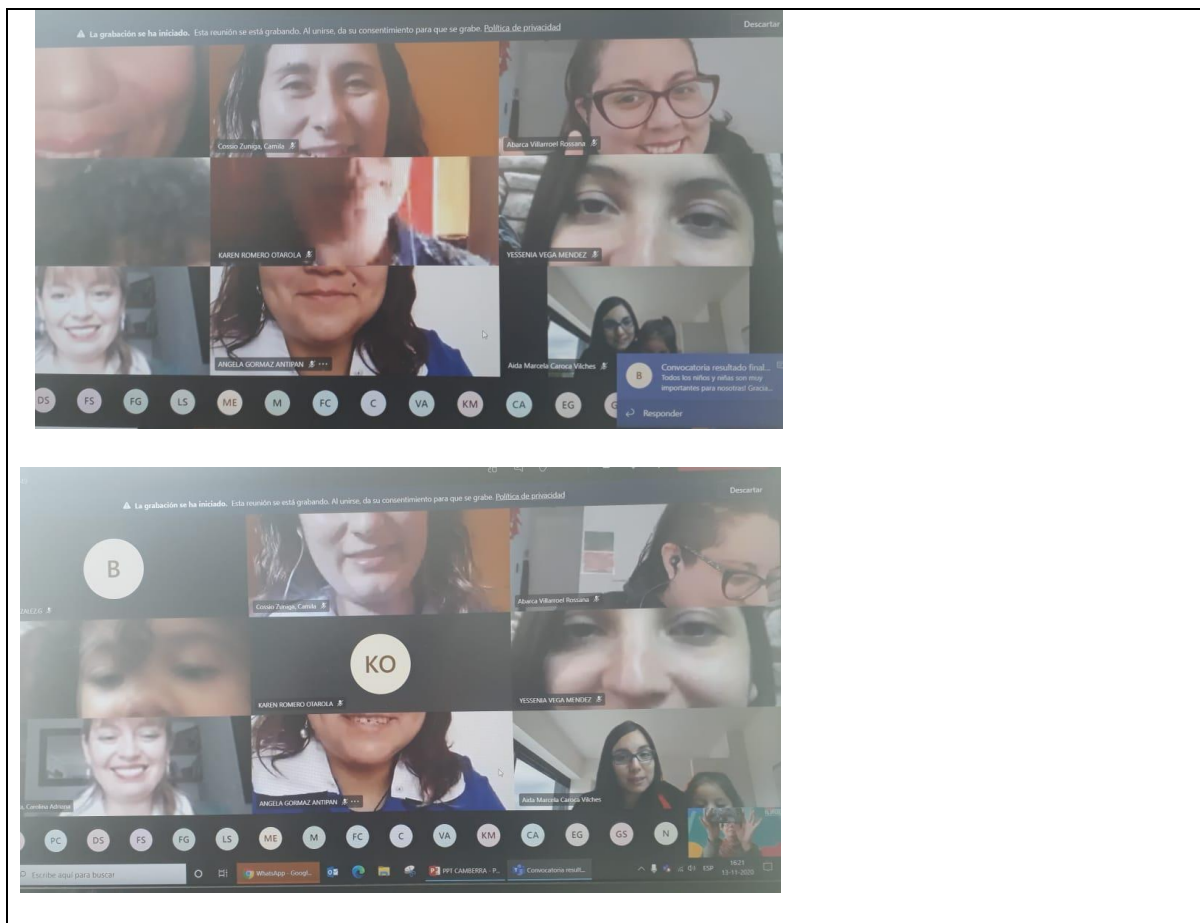 La grabación se ha iniciado. Esta reunión se está grabando. Al unirse, da su consentimiento para que se grabe. Política de privacidad
Descartar
Cossio Zuniga, Camila
Abarca Villarroel Rossana
KAREN ROMERO OTAROLA
YESSENIA VEGA MENDEZ
ANGELA GORMAZ ANTIPAN
Aida Marcela Caroca Vilches
B
Convocatoria resultado final...
Todos los niños y niñas son muy
importantes para nosotras! Gracia...
Responder
DS FS FG LS ME M FC C VA KM CA EG G
La grabación se ha iniciado. Esta reunión se está grabando. Al unirse, da su consentimiento para que se grabe. Política de privacidad
Descartar
B
Cossio Zuniga, Camila
Abarca Villarroel Rossana
KO
KAREN ROMERO OTAROLA
YESSENIA VEGA MENDEZ
Carolina Adriana
ANGELA GORMAZ ANTIPAN
Aida Marcela Caroca Vilches
PC DS FS FG LS ME M FC C VA KM CA EG GS N
Escribe aquí para buscar
WhatsApp - Googl...
PPT CAMBERRA - P...
Convocatoria result...
ESP
16:21
13-11-2020